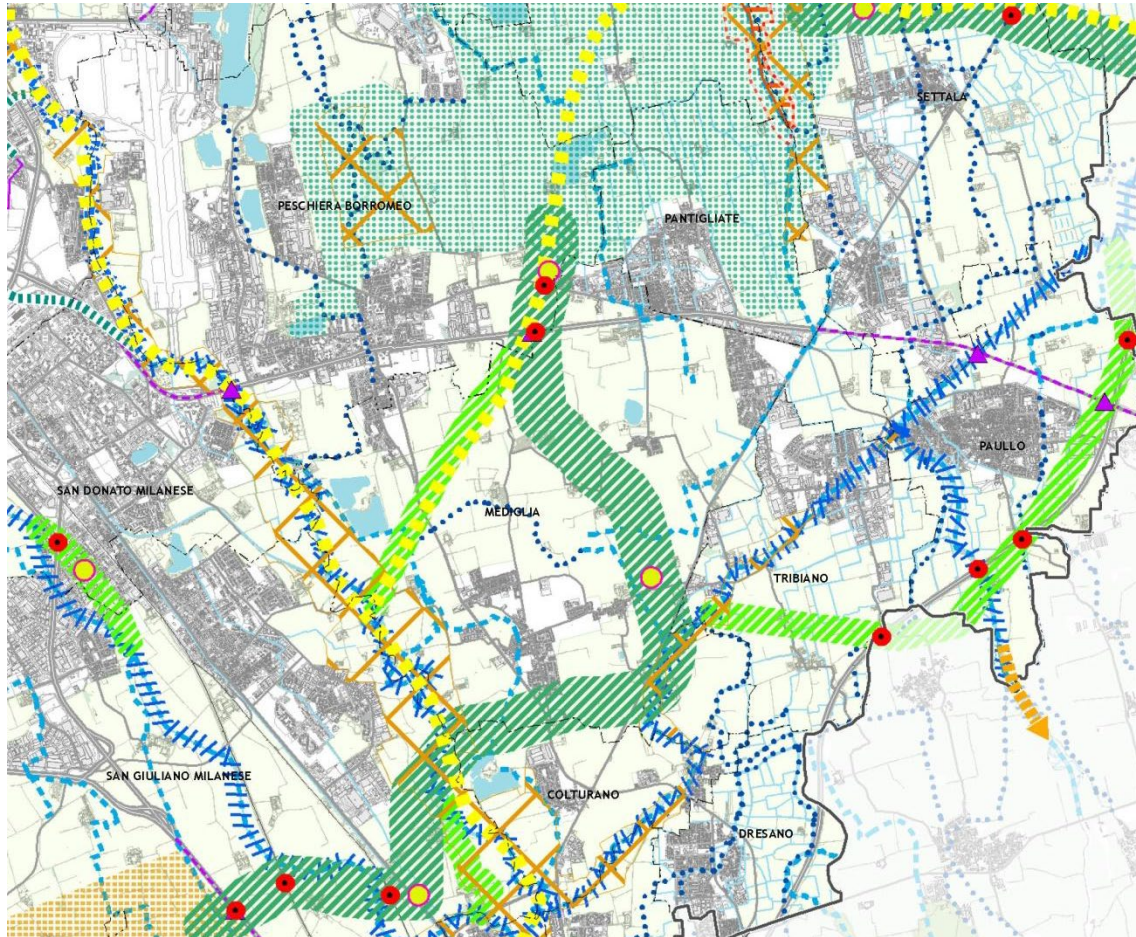 SETTALA
PESCHIERA BORROMEO
PANTIGLIATE
PAULLO
SAN DONATO MILANESE
MEDIGLIA
TRIBIANO
SAN GIULIANO MILANESE
COLTURANO
DRESANO